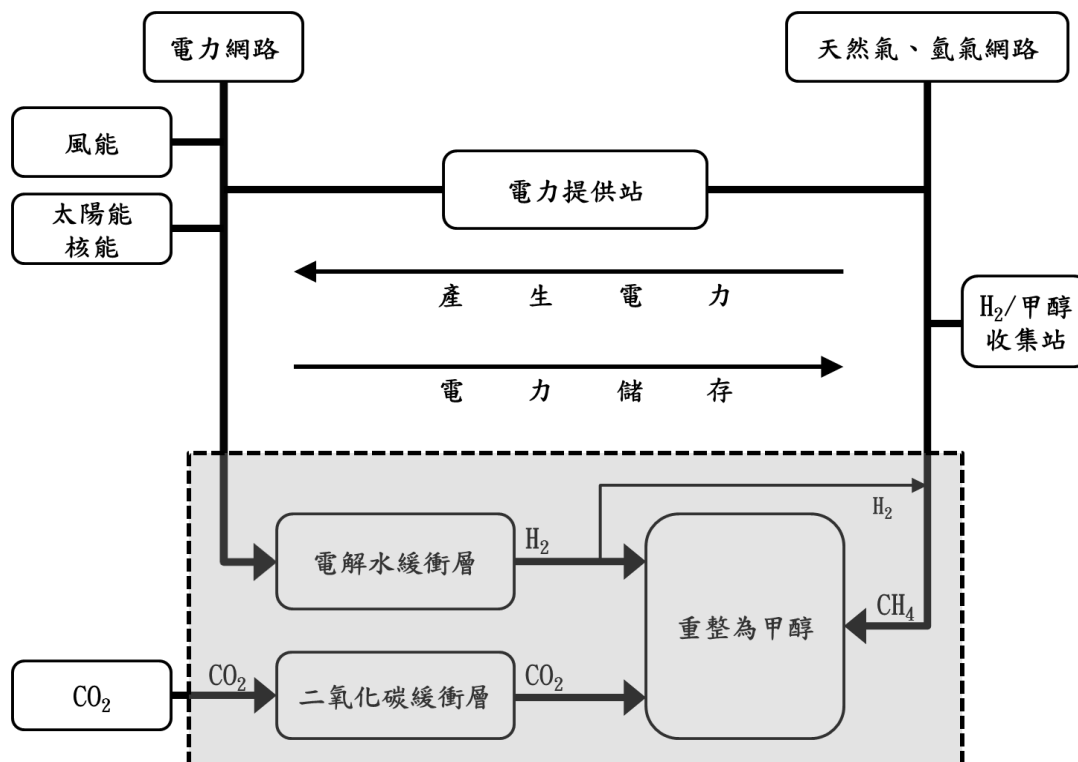 電力網路
天然氣、氫氣網路
風能
電力提供站
太陽能
核能
產生電力
H₂/甲醇
收集站
電力儲存
H₂
H₂
電解水緩衝層
重整為甲醇
CH₄
CO₂
CO₂
二氧化碳緩衝層
CO₂